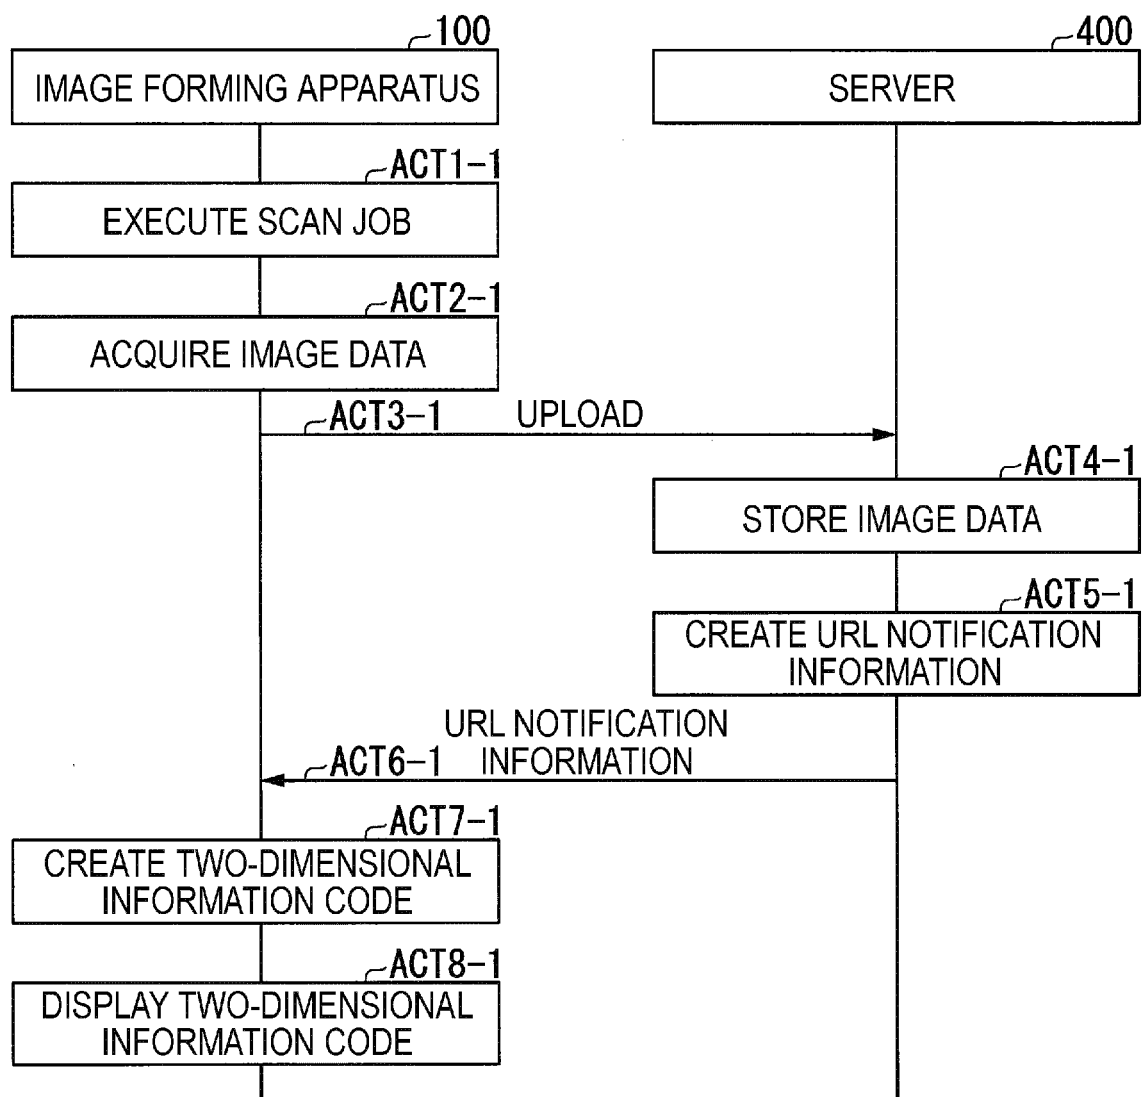 100
IMAGE FORMING APPARATUS
400
SERVER
ACT1-1
EXECUTE SCAN JOB
ACT2-1
ACQUIRE IMAGE DATA
ACT3-1
UPLOAD
ACT4-1
STORE IMAGE DATA
ACT5-1
CREATE URL NOTIFICATION
INFORMATION
URL NOTIFICATION
INFORMATION
ACT6-1
ACT7-1
CREATE TWO-DIMENSIONAL
INFORMATION CODE
ACT8-1
DISPLAY TWO-DIMENSIONAL
INFORMATION CODE